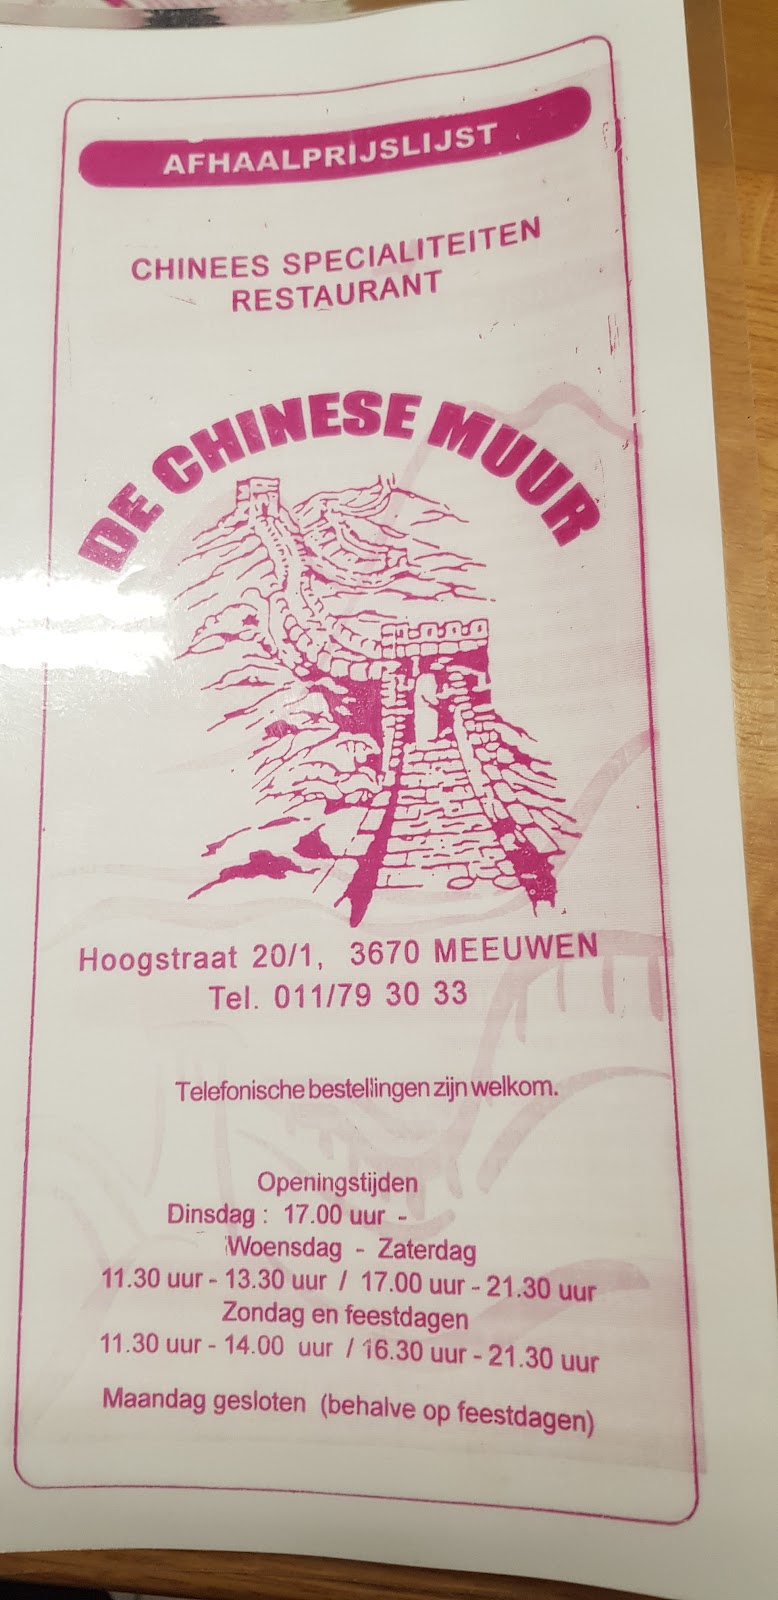 AFHAALPRIJSLIJST
CHINEES SPECIALITEITEN
RESTAURANT
DE CHINESE MUUR
Hoogstraat 20/1, 3670 MEEUWEN
Tel. 011/79 30 33
Telefonische bestellingen zijn welkom.
Openingstijden
Dinsdag : 17.00 uur -
Woensdag - Zaterdag
11.30 uur - 13.30 uur / 17.00 uur - 21.30 uur
Zondag en feestdagen
11.30 uur - 14.00 uur / 16.30 uur - 21.30 uur
Maandag gesloten (behalve op feestdagen)